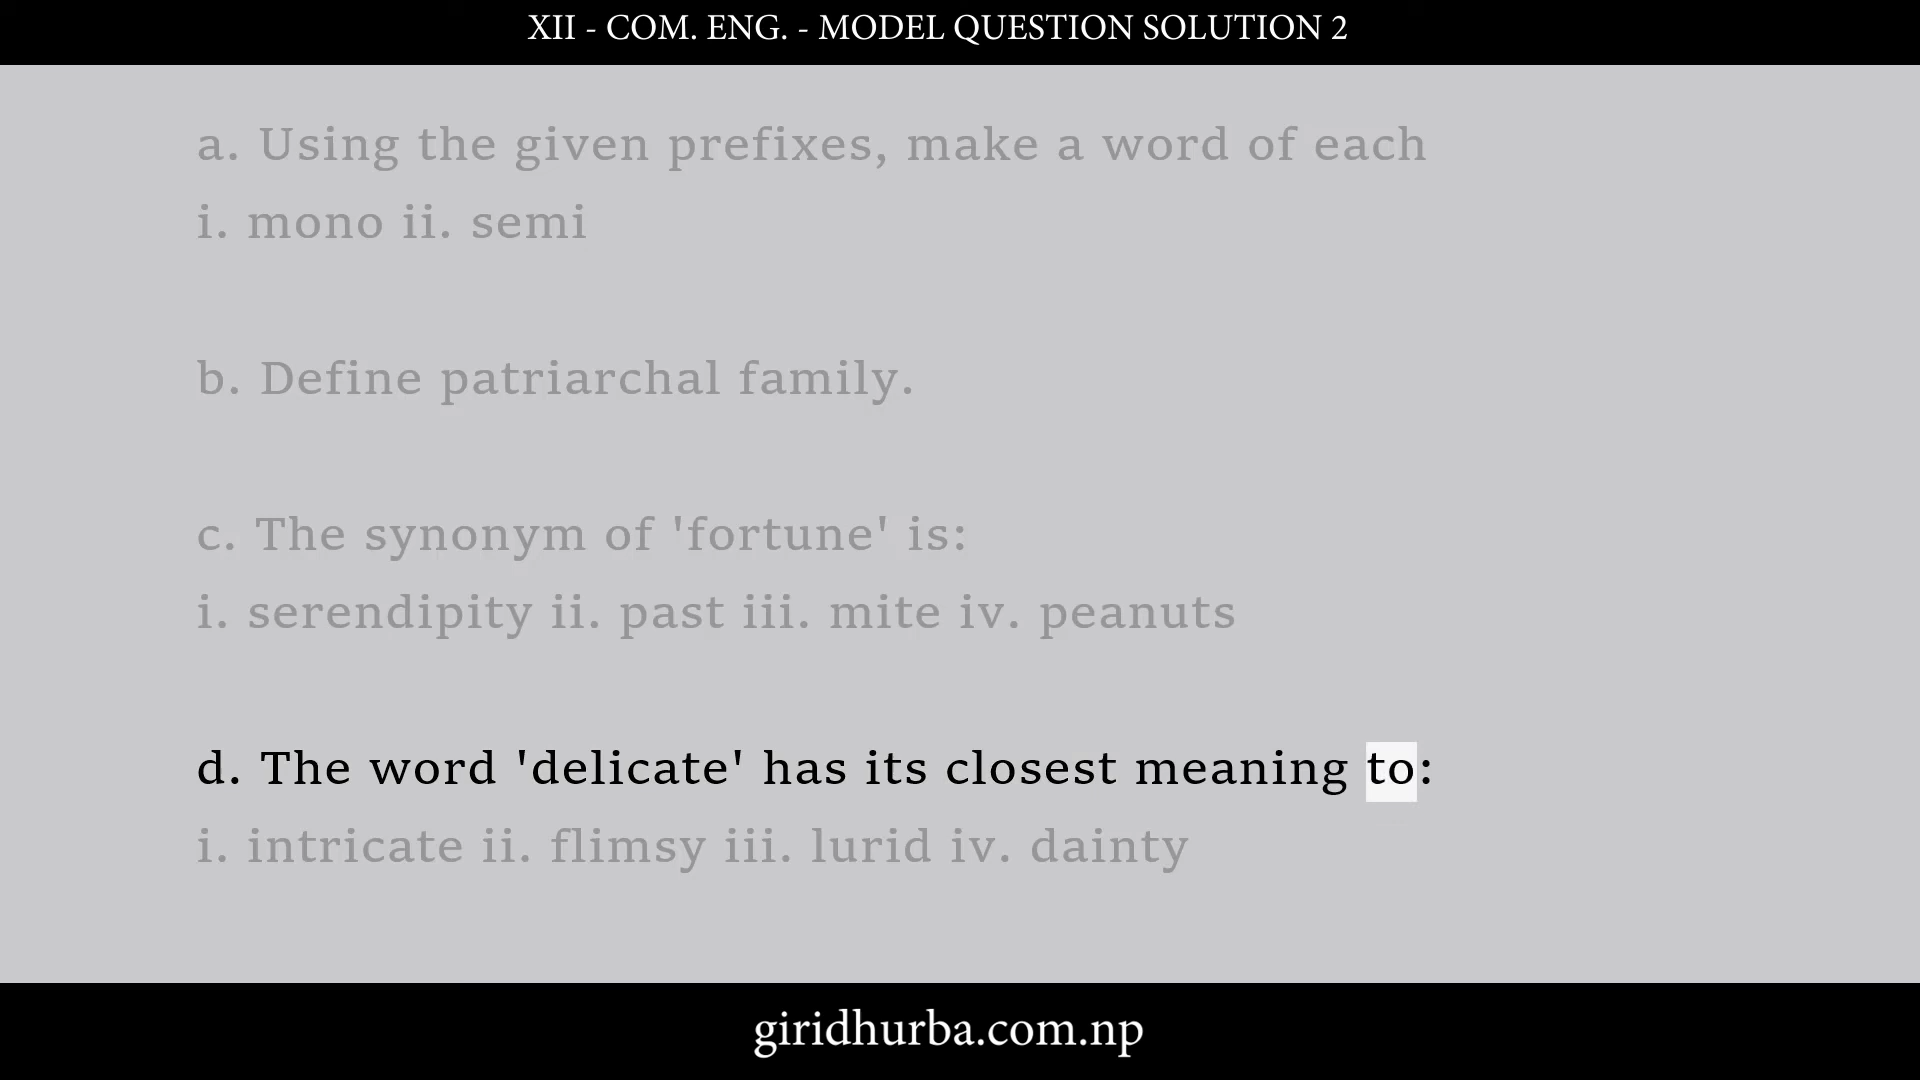 XII - COM. ENG. - MODEL QUESTION SOLUTION 2
a. Using the given prefixes, make a word of each
i. mono ii. semi
b. Define patriarchal family.
c. The synonym of 'fortune' is:
i. serendipity ii. past iii. mite iv. peanuts
d. The word 'delicate' has its closest meaning to:
i. intricate ii. flimsy iii. lurid iv. dainty
giridhurba.com.np